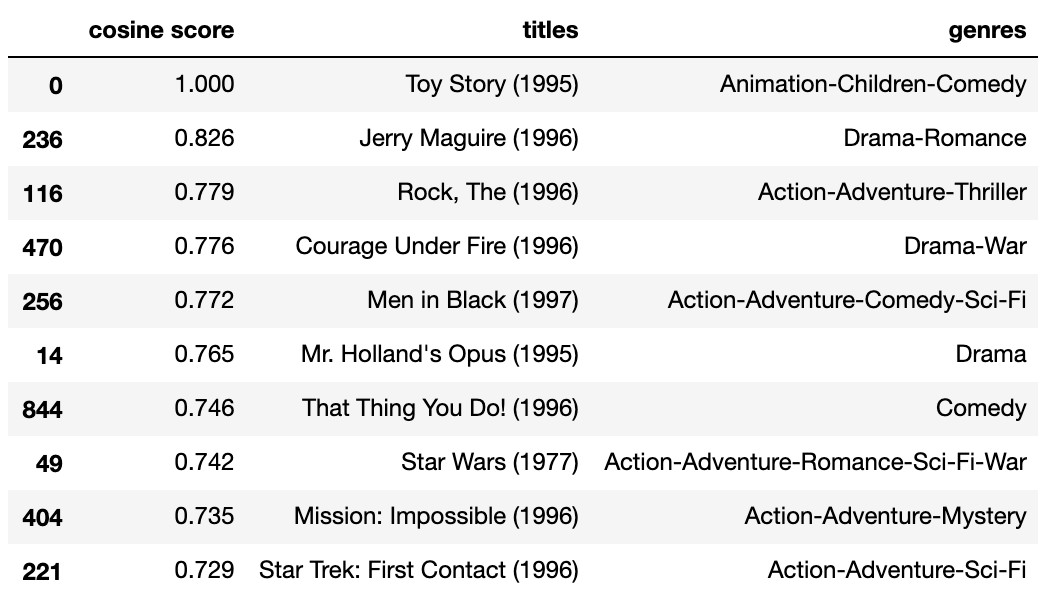 cosine score titles genres
0 1.000 Toy Story (1995) Animation-Children-Comedy
236 0.826 Jerry Maguire (1996) Drama-Romance
116 0.779 Rock, The (1996) Action-Adventure-Thriller
470 0.776 Courage Under Fire (1996) Drama-War
256 0.772 Men in Black (1997) Action-Adventure-Comedy-Sci-Fi
14 0.765 Mr. Holland's Opus (1995) Drama
844 0.746 That Thing You Do! (1996) Comedy
49 0.742 Star Wars (1977) Action-Adventure-Romance-Sci-Fi-War
404 0.735 Mission: Impossible (1996) Action-Adventure-Mystery
221 0.729 Star Trek: First Contact (1996) Action-Adventure-Sci-Fi